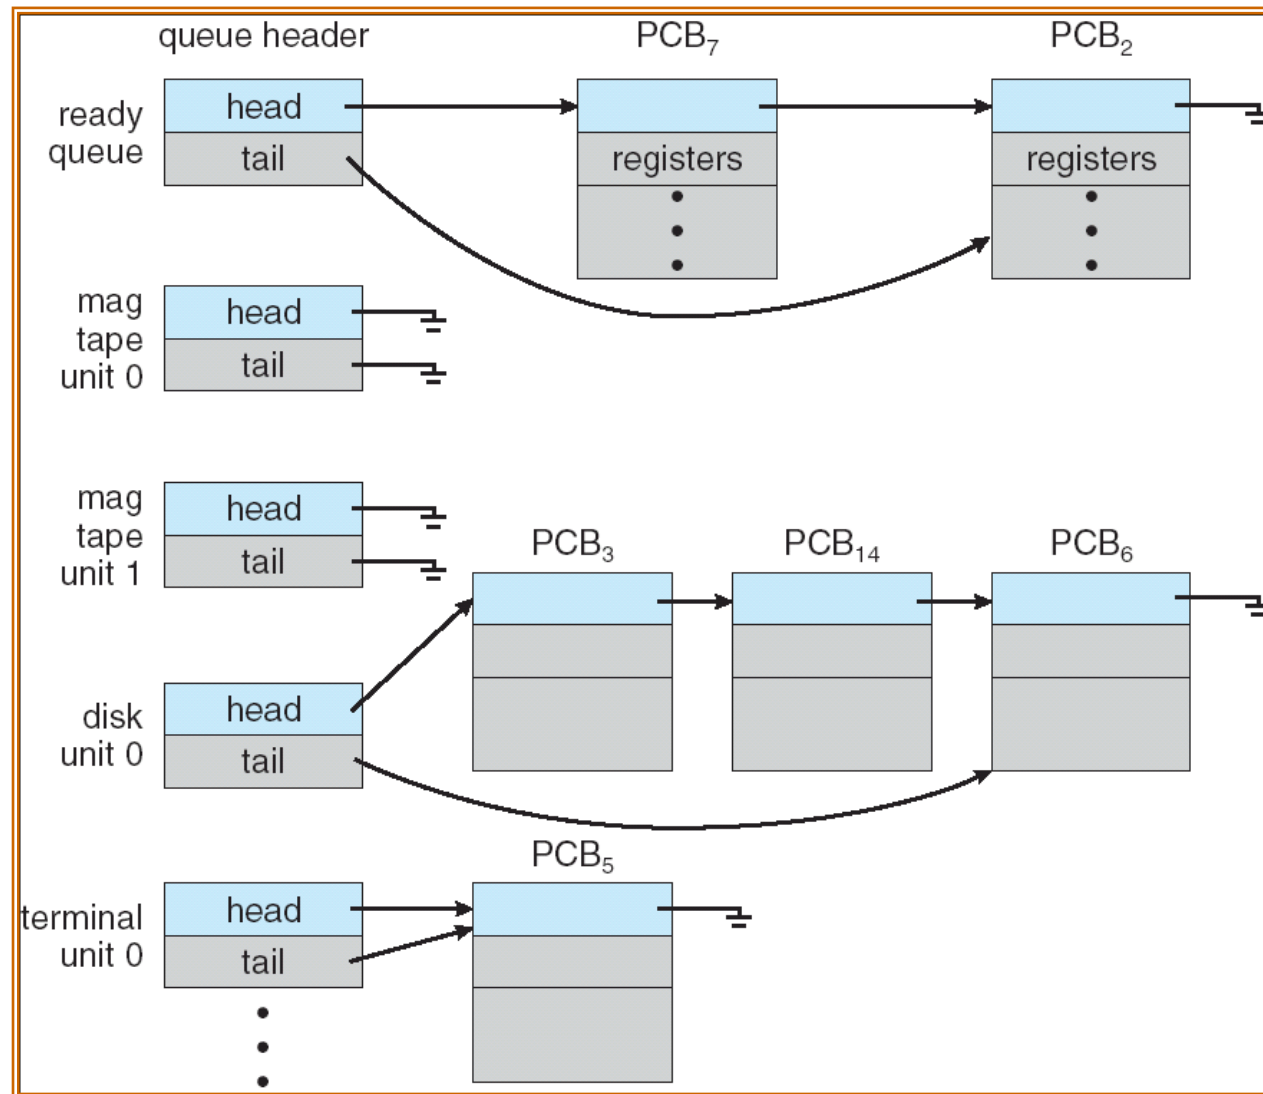 queue header
PCB₇
PCB₂
ready
queue
head
tail
registers
registers
mag
tape
unit 0
head
tail
mag
tape
unit 1
head
tail
PCB₃
PCB₁₄
PCB₆
disk
unit 0
head
tail
PCB₅
terminal
unit 0
head
tail